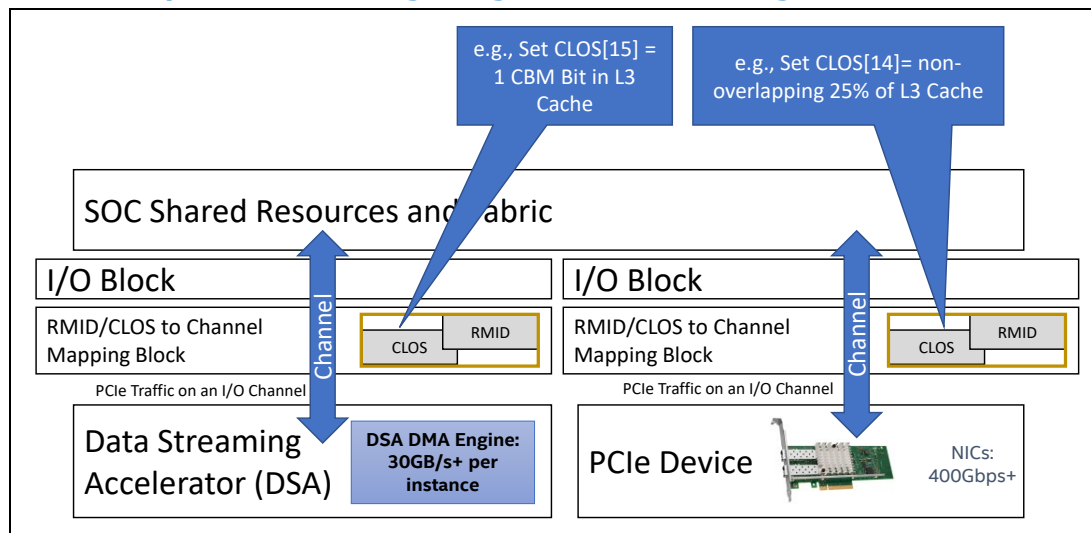 e.g., Set CLOS[15] =
1 CBM Bit in L3
Cache
e.g., Set CLOS[14]= non-
overlapping 25% of L3 Cache
SOC Shared Resources and Fabric
I/O Block
I/O Block
RMID/CLOS to Channel
Mapping Block
CLOS
RMID
Channel
RMID/CLOS to Channel
Mapping Block
CLOS
RMID
Channel
PCIe Traffic on an I/O Channel
PCIe Traffic on an I/O Channel
Data Streaming
Accelerator (DSA)
DSA DMA Engine:
30GB/s+ per
instance
PCIe Device
NICs:
400Gbps+